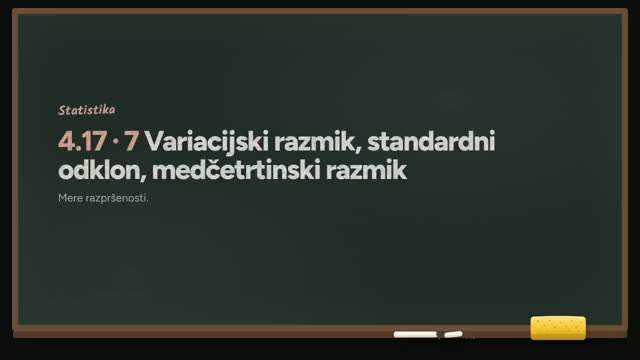 Statistika
4.17 · 7 Variacijski razmik, standardni
odklon, medčetrtinski razmik
Mere razpršenosti.